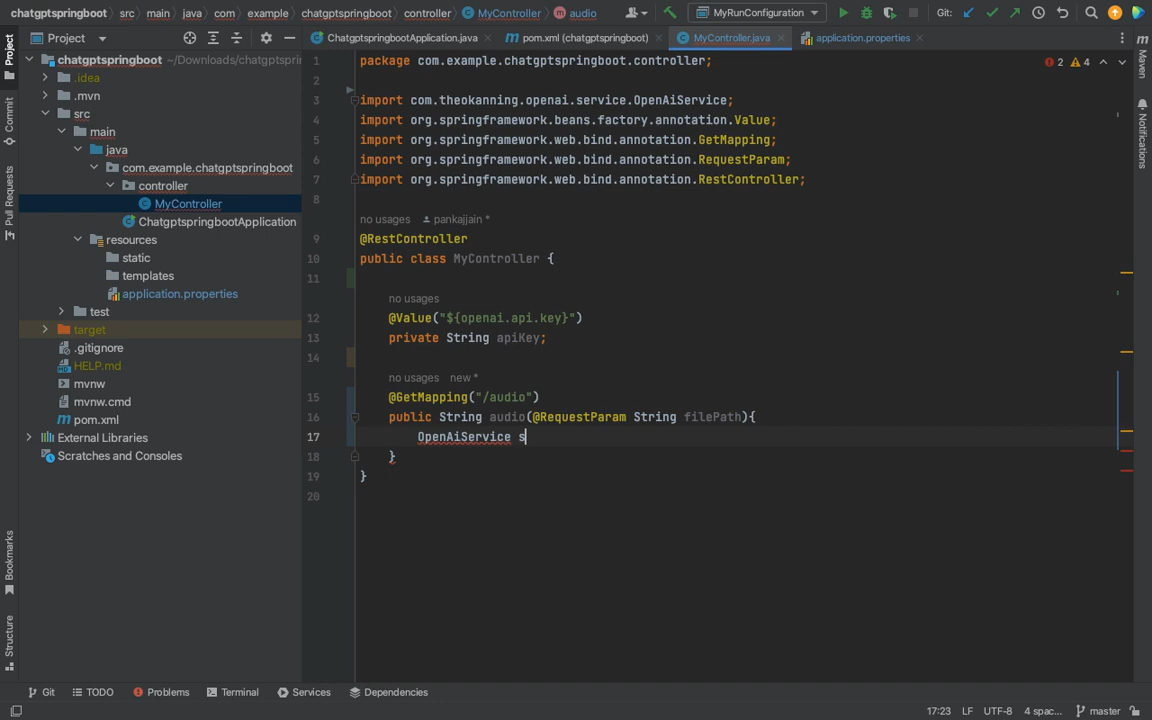 chatgptspringboot src main java com example chatgptspringboot controller MyController audio MyRunConfiguration Git:
Project
ChatgptspringbootApplication.java pom.xml (chatgptspringboot) MyController.java application.properties
Project
Commit
Pull Requests
Bookmarks
Structure
chatgptspringboot ~/Downloads/chatgptspri
.idea
.mvn
src
main
java
com.example.chatgptspringboot
controller
MyController
ChatgptspringbootApplication
resources
static
templates
application.properties
test
target
.gitignore
HELP.md
mvnw
mvnw.cmd
pom.xml
External Libraries
Scratches and Consoles
1 package com.example.chatgptspringboot.controller;
2
3 import com.theokanning.openai.service.OpenAiService;
4 import org.springframework.beans.factory.annotation.Value;
5 import org.springframework.web.bind.annotation.GetMapping;
6 import org.springframework.web.bind.annotation.RequestParam;
7 import org.springframework.web.bind.annotation.RestController;
8
no usages pankajjain *
9 @RestController
10 public class MyController {
11
no usages
12 @Value("${openai.api.key}")
13 private String apiKey;
14
no usages new *
15 @GetMapping("/audio")
16 public String audio(@RequestParam String filePath){
17 OpenAiService s
18 }
19 }
20
2 4
Maven
Notifications
Git TODO Problems Terminal Services Dependencies
17:23 LF UTF-8 4 spac... master